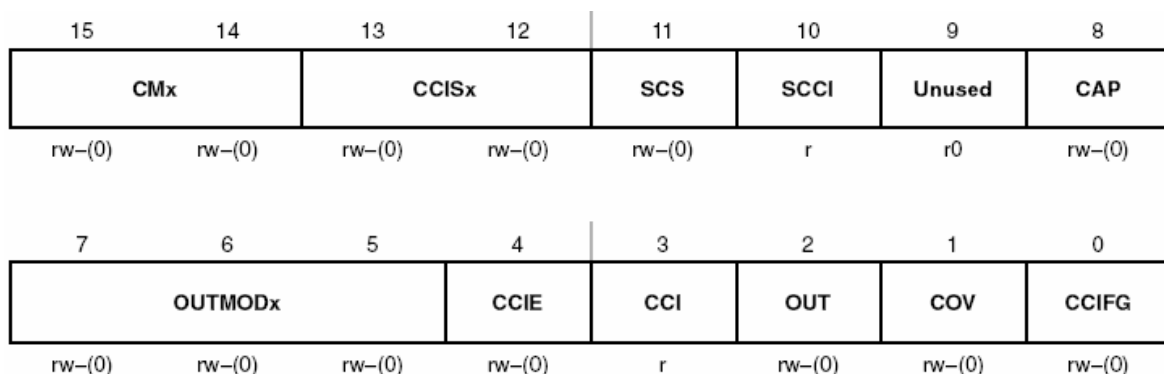 15 14 13 12 11 10 9 8
CMx CCISx SCS SCCI Unused CAP
rw–(0) rw–(0) rw–(0) rw–(0) rw–(0) r r0 rw–(0)
7 6 5 4 3 2 1 0
OUTMODx CCIE CCI OUT COV CCIFG
rw–(0) rw–(0) rw–(0) rw–(0) r rw–(0) rw–(0) rw–(0)